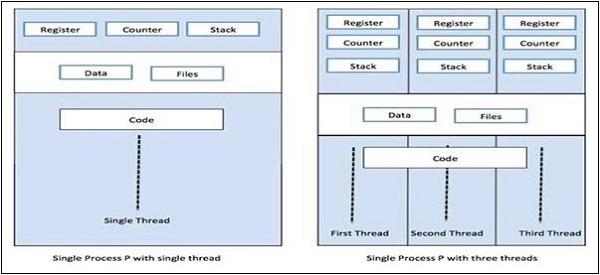 Register Counter Stack
Data Files
Code
Single Thread
Single Process P with single thread
Register Register Register
Counter Counter Counter
Stack Stack Stack
Data Files
Code
First Thread Second Thread Third Thread
Single Process P with three threads